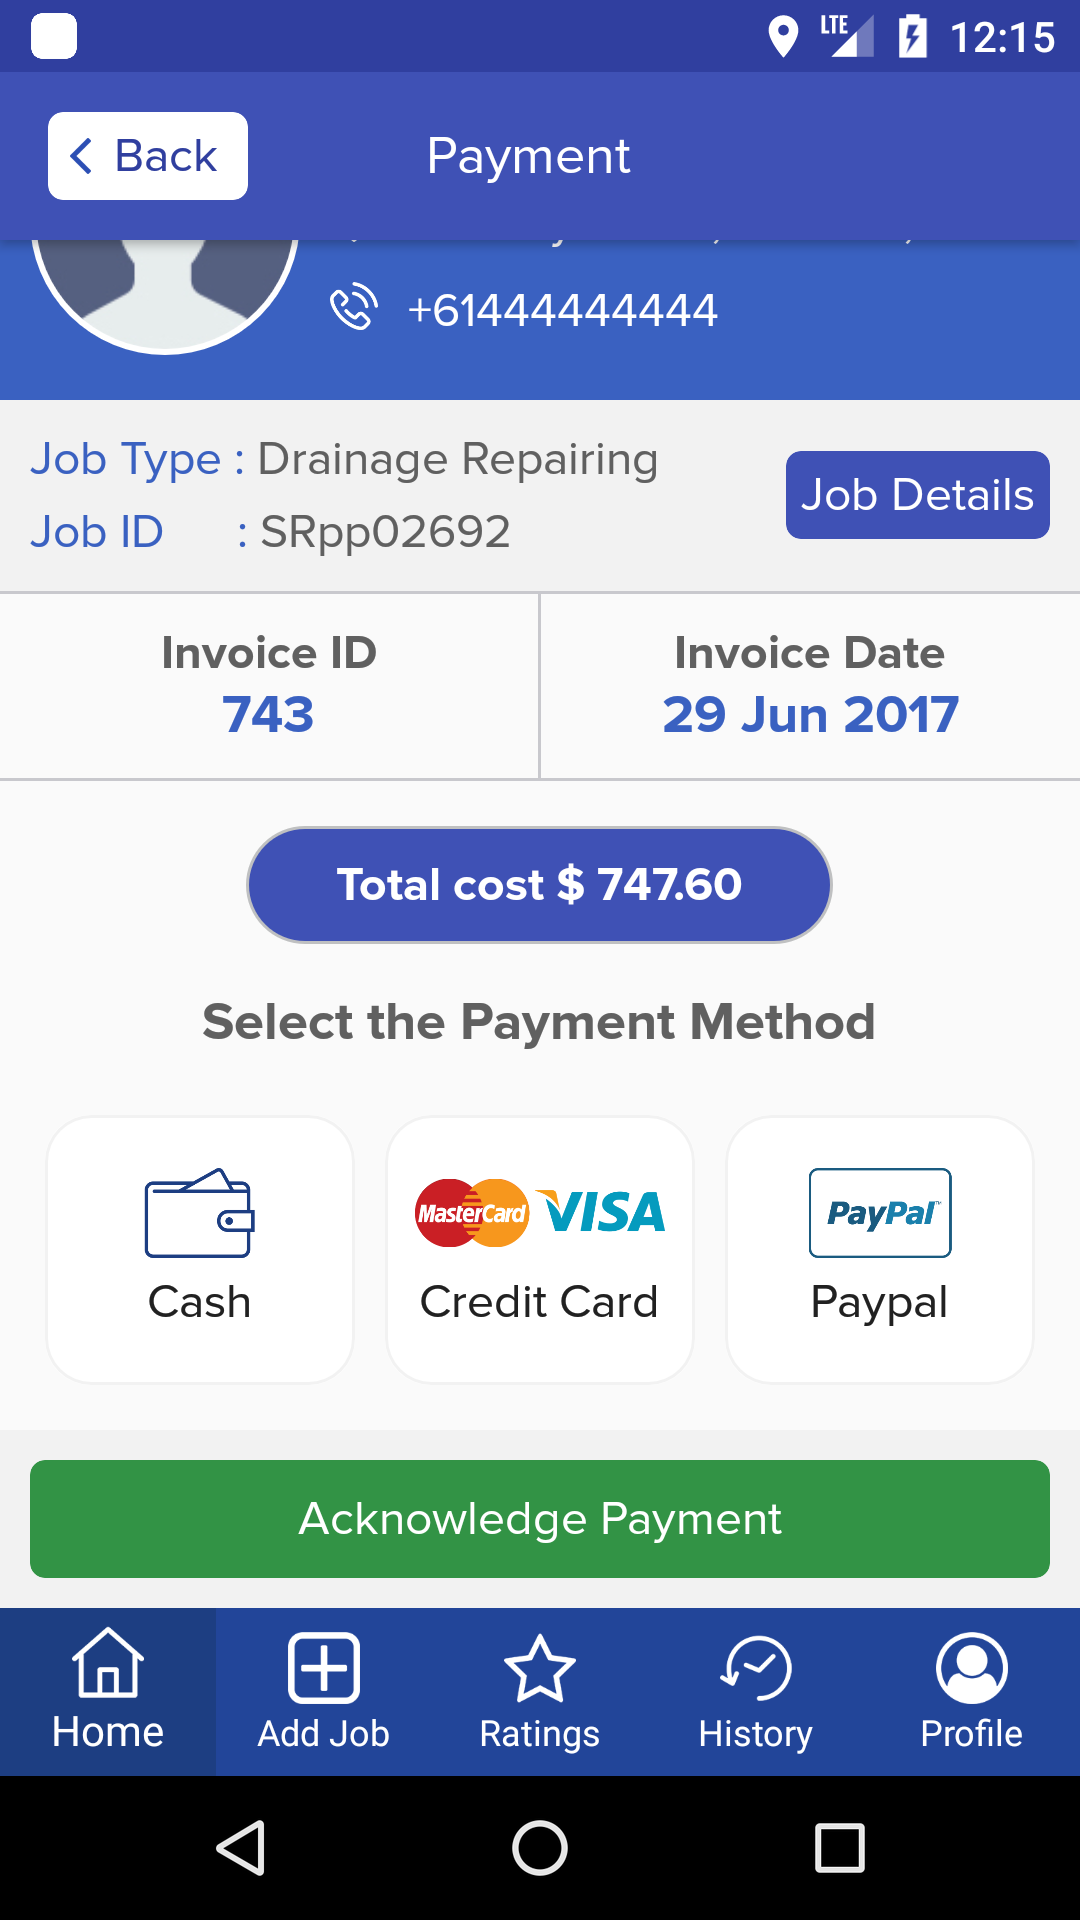 LTE 12:15
Back Payment
+61444444444
Job Type : Drainage Repairing
Job Details
Job ID : SRpp02692
Invoice ID Invoice Date
743 29 Jun 2017
Total cost $ 747.60
Select the Payment Method
MasterCard VISA PayPal™
Cash Credit Card Paypal
Acknowledge Payment
Home Add Job Ratings History Profile